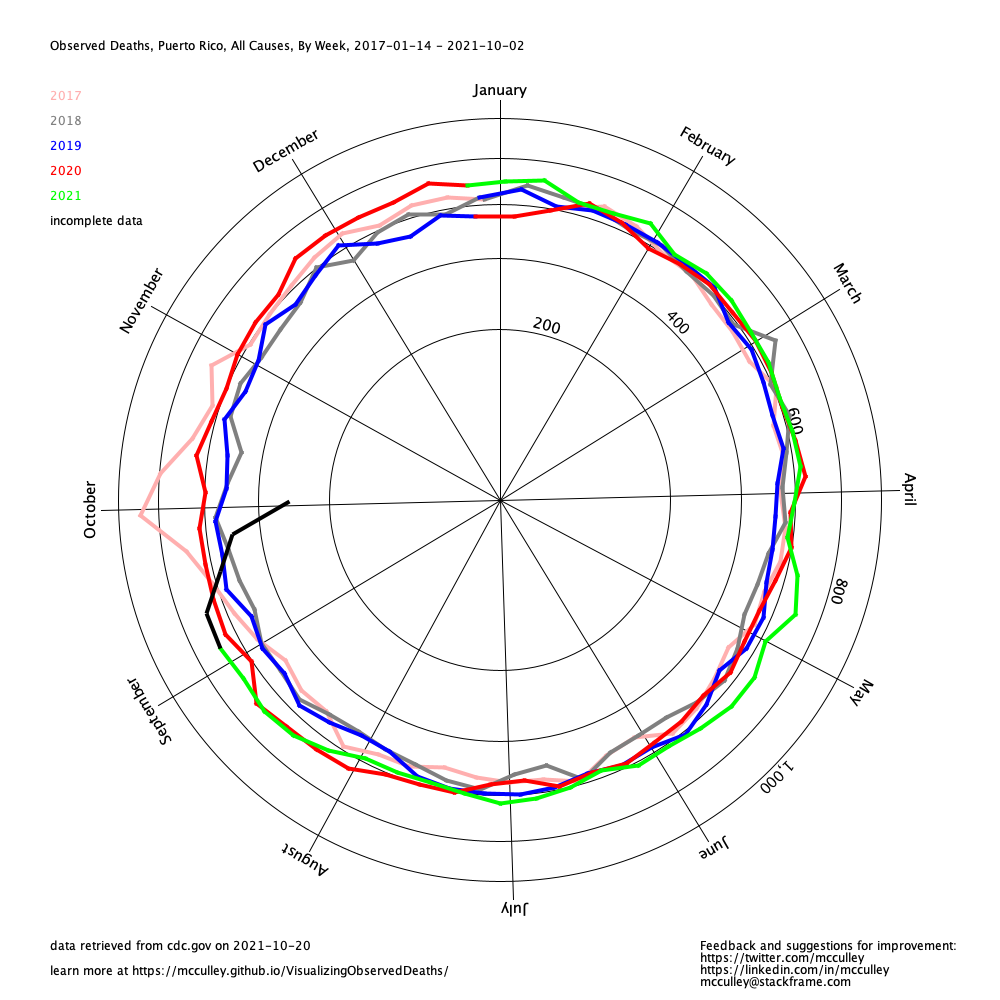 Observed Deaths, Puerto Rico, All Causes, By Week, 2017-01-14 - 2021-10-02
2017
2018
2019
2020
2021
incomplete data
January
February
March
April
May
June
July
August
September
October
November
December
200
400
600
800
1,000
data retrieved from cdc.gov on 2021-10-20
learn more at https://mcculley.github.io/VisualizingObservedDeaths/
Feedback and suggestions for improvement:
https://twitter.com/mcculley
https://linkedin.com/in/mcculley
mcculley@stackframe.com